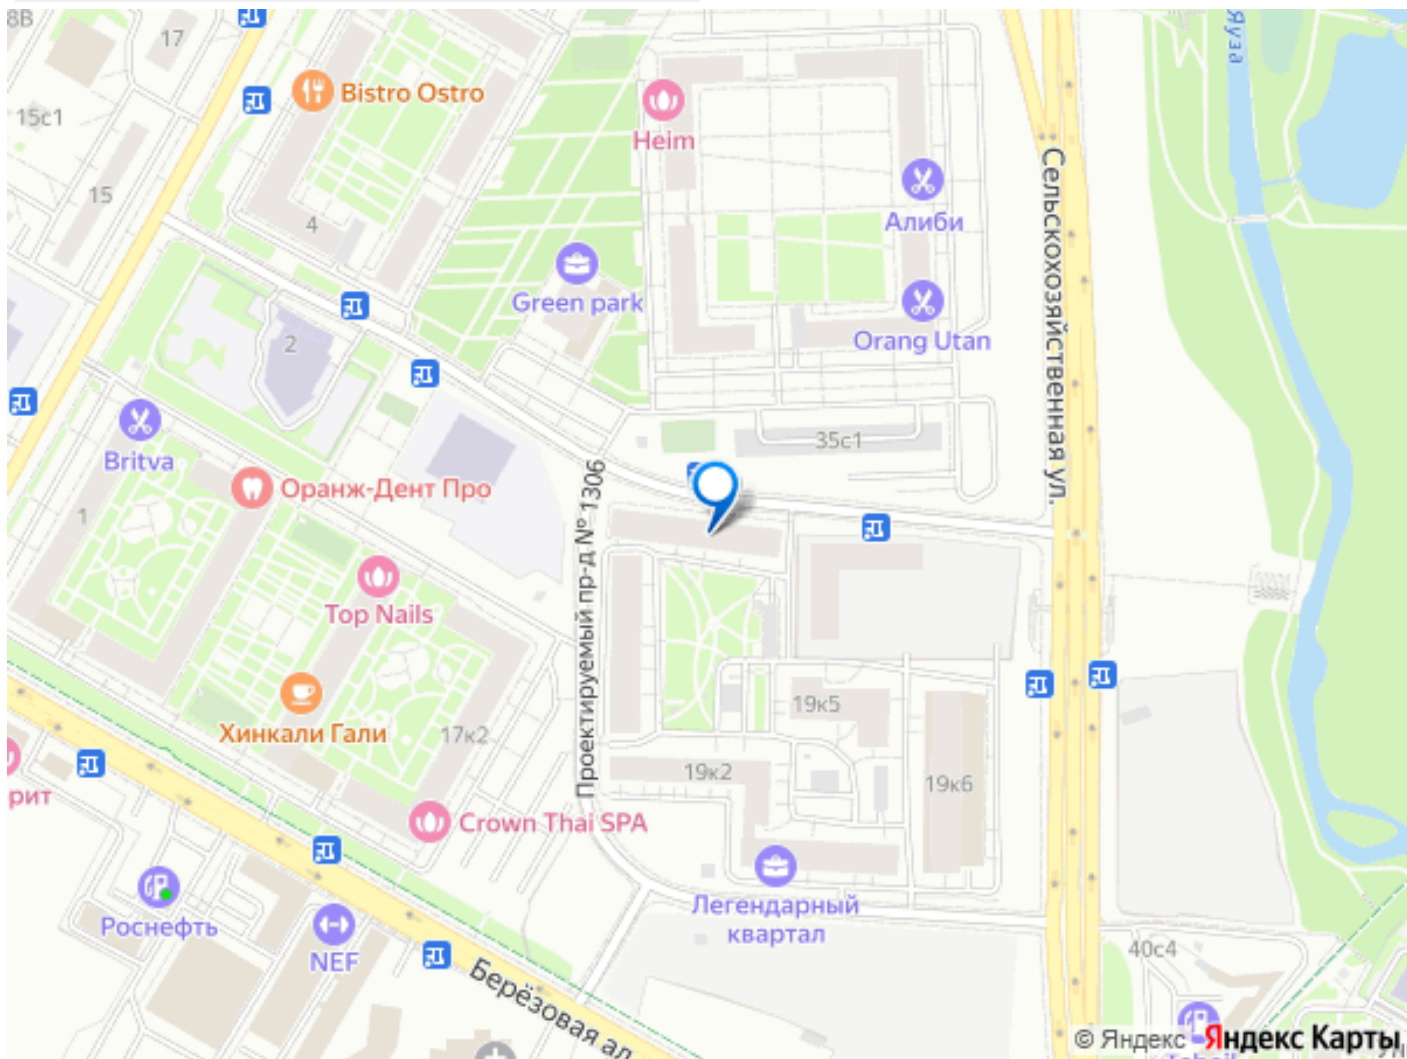 8В
17
Яуза
Bistro Ostro
15с1
Heim
Сельскохозяйственная ул.
15
Алиби
4
Green park
2
Orang Utan
35с1
Britva
Оранж-Дент Про
1
Проектируемый пр-д № 1306
Top Nails
19к5
Хинкали Гали
17к2
19к2
19к6
рит
Crown Thai SPA
Роснефть
Легендарный
квартал
NEF
40с4
Берёзовая ал.
© Яндекс Яндекс Карты